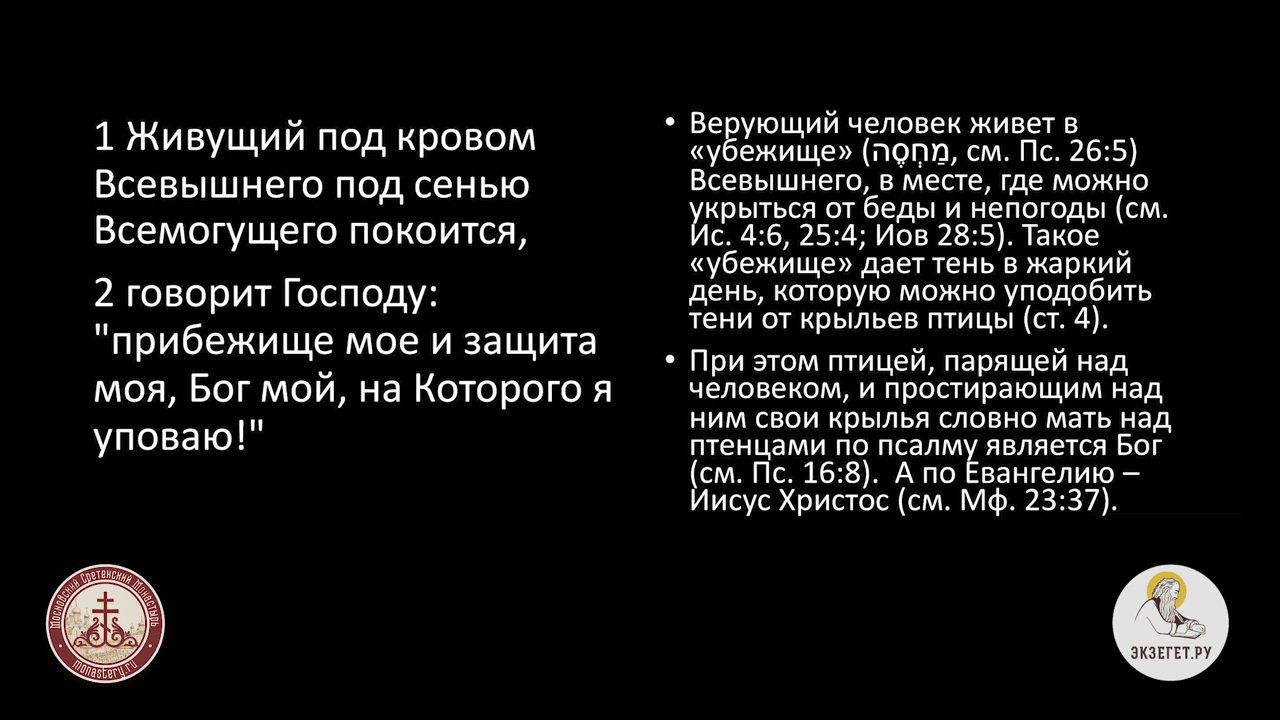 1 Живущий под кровом
Всевышнего под сенью
Всемогущего покоится,
2 говорит Господу:
"прибежище мое и защита
моя, Бог мой, на Которого я
уповаю!"
• Верующий человек живет в
«убежище» (מַחְסֶה, см. Пс. 26:5)
Всевышнего, в месте, где можно
укрыться от беды и непогоды (см.
Ис. 4:6, 25:4; Иов 28:5). Такое
«убежище» дает тень в жаркий
день, которую можно уподобить
тени от крыльев птицы (ст. 4).
• При этом птицей, парящей над
человеком, и простирающим над
ним свои крылья словно мать над
птенцами по псалму является Бог
(см. Пс. 16:8). А по Евангелию –
Иисус Христос (см. Мф. 23:37).
Московский Сретенский Монастырь
monastery.ru
ЭКЗЕГЕТ.РУ